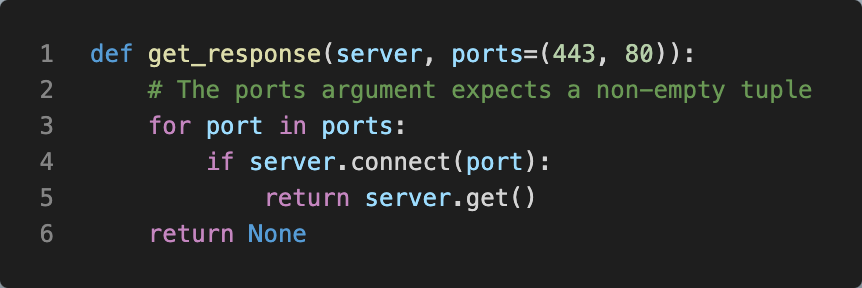 1 def get_response(server, ports=(443, 80)):
2     # The ports argument expects a non-empty tuple
3     for port in ports:
4         if server.connect(port):
5             return server.get()
6     return None